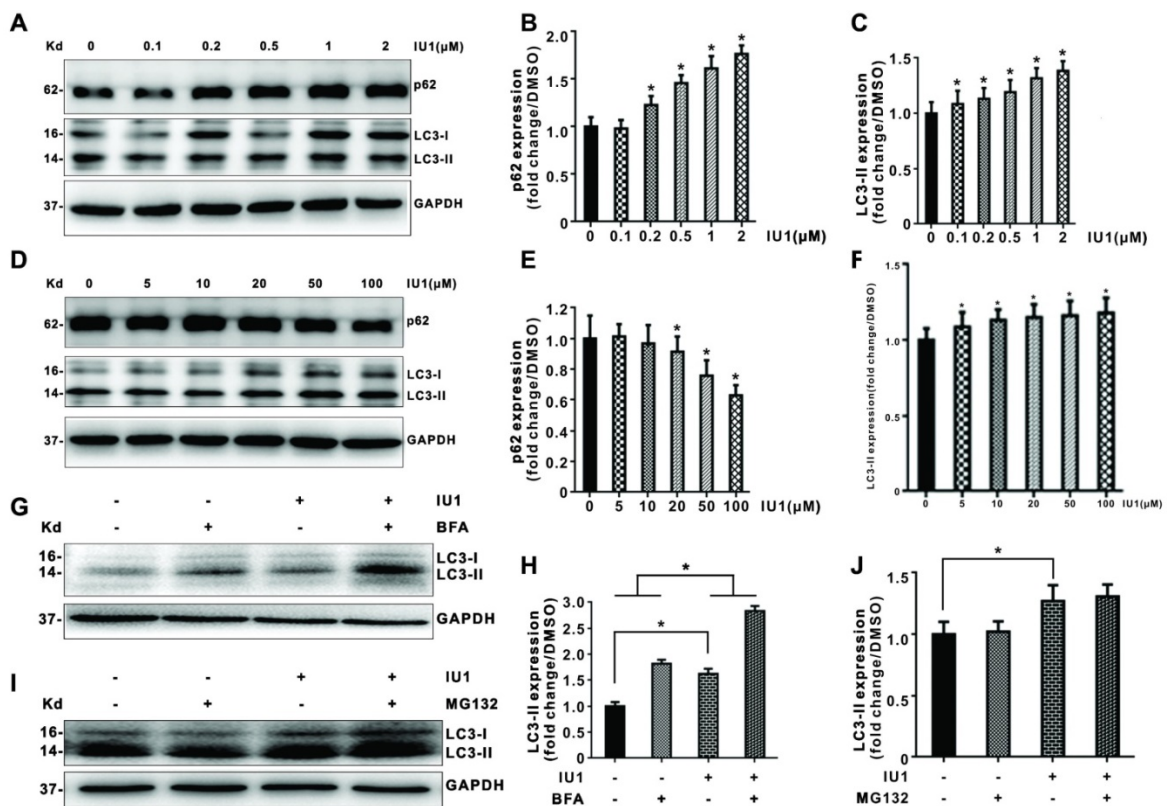 A
Kd 0 0.1 0.2 0.5 1 2 IU1(μM)
62- p62
16- LC3-I
14- LC3-II
37- GAPDH
B
p62 expression
(fold change/DMSO)
2.0
1.5
1.0
0.5
0
* * * *
0 0.1 0.2 0.5 1 2 IU1(μM)
C
LC3-II expression
(fold change/DMSO)
1.5
1.0
0.5
0
* * * * *
0 0.1 0.2 0.5 1 2 IU1(μM)
D
Kd 0 5 10 20 50 100 IU1(μM)
62- p62
16- LC3-I
14- LC3-II
37- GAPDH
E
p62 expression
(fold change/DMSO)
1.2
1.0
0.8
0.6
0.4
0.2
0
* * *
0 5 10 20 50 100 IU1(μM)
F
LC3-II expression(fold change/DMSO)
1.5
1.0
0.5
0.0
* * * * *
0 5 10 20 50 100 IU1(μM)
G
- - + + IU1
Kd - + - + BFA
16- LC3-I
14- LC3-II
37- GAPDH
H
LC3-II expression
(fold change/DMSO)
3.0
2.5
2.0
1.5
1.0
0.5
0.0
*
*
IU1 - - + +
BFA - + - +
I
- - + + IU1
Kd - + - + MG132
16- LC3-I
14- LC3-II
37- GAPDH
J
LC3-II expression
(fold change/DMSO)
1.5
1.0
0.5
0
*
IU1 - - + +
MG132 - + - +